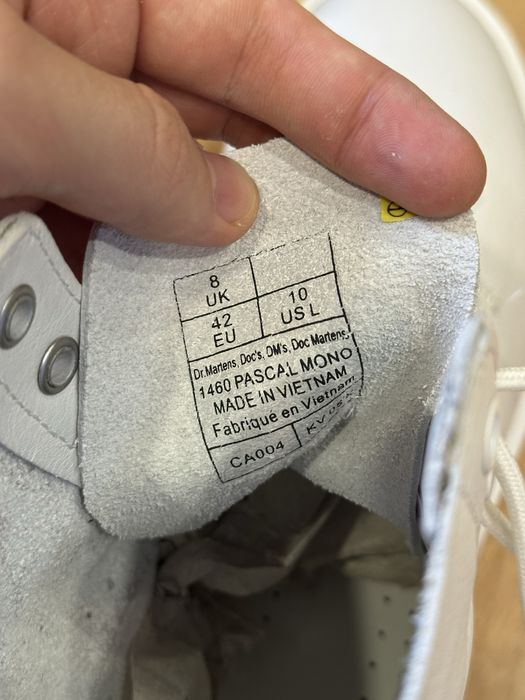 8
UK
42
EU
10
US L
Dr.Martens, Doc's, DM's, Doc Martens,
1460 PASCAL MONO
MADE IN VIETNAM
Fabriqué en Vietnam
CA004
KV